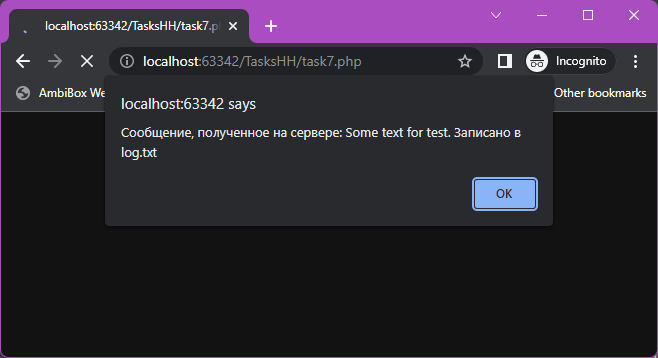 localhost:63342/TasksHH/task7.ph
localhost:63342/TasksHH/task7.php
Incognito
AmbiBox We
Other bookmarks
localhost:63342 says
Сообщение, полученное на сервере: Some text for test. Записано в
log.txt
OK